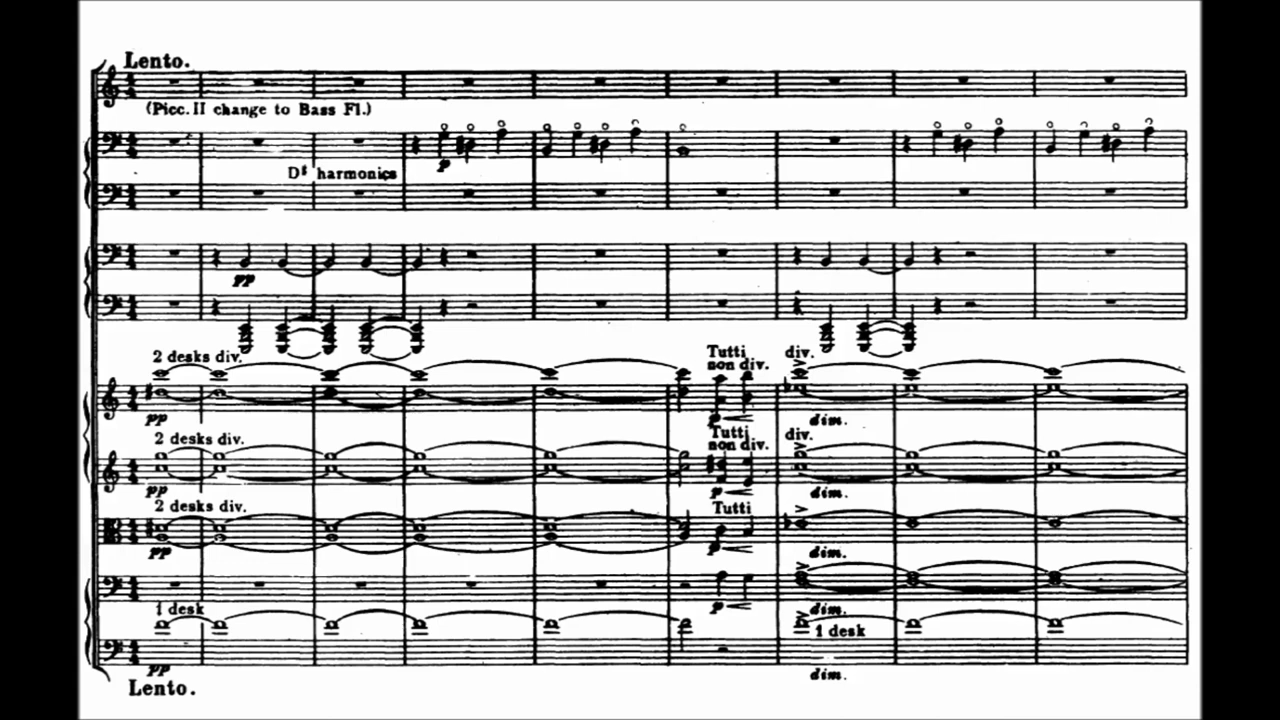 Lento.
(Picc. II change to Bass Fl.)
p
D♯ harmonics
pp
2 desks div.
Tutti
non div.
div.
pp
p
dim.
2 desks div.
Tutti
non div.
div.
pp
p
dim.
2 desks div.
Tutti
pp
p
dim.
p
dim.
1 desk
1 desk
pp
dim.
Lento.